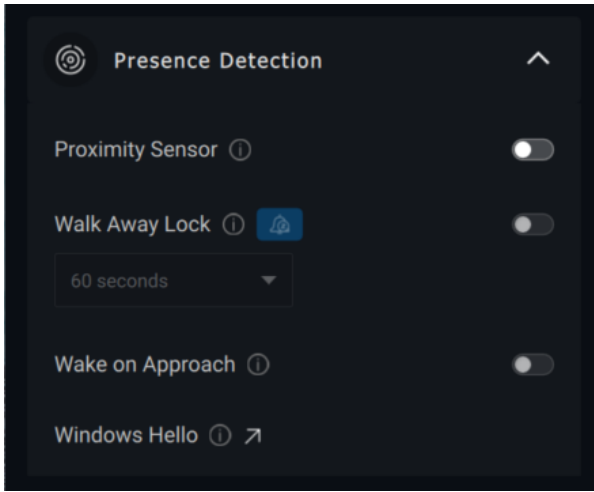 Presence Detection
Proximity Sensor
Walk Away Lock
60 seconds
Wake on Approach
Windows Hello